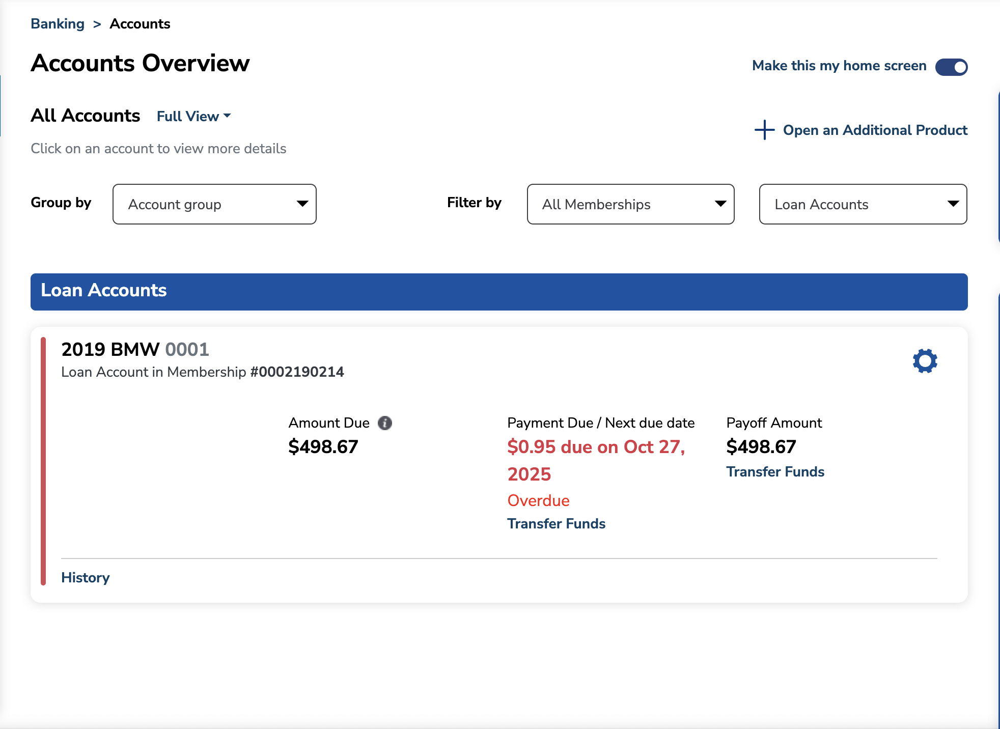 Banking > Accounts
Accounts Overview
Make this my home screen
All Accounts Full View
Open an Additional Product
Click on an account to view more details
Group by Account group Filter by All Memberships Loan Accounts
Loan Accounts
2019 BMW 0001
Loan Account in Membership #0002190214
Amount Due
$498.67
Payment Due / Next due date
$0.95 due on Oct 27,
2025
Overdue
Transfer Funds
Payoff Amount
$498.67
Transfer Funds
History